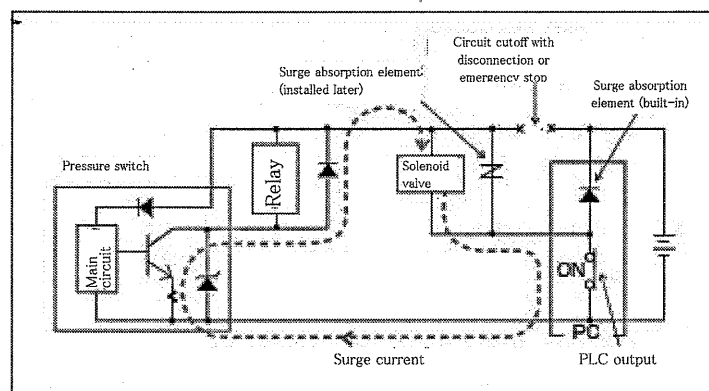 Circuit cutoff with
disconnection or
emergency stop
Surge absorption element
(installed later)
Surge absorption
element (built-in)
Pressure switch
Relay
Solenoid
valve
Main
circuit
ON
PC
Surge current
PLC output